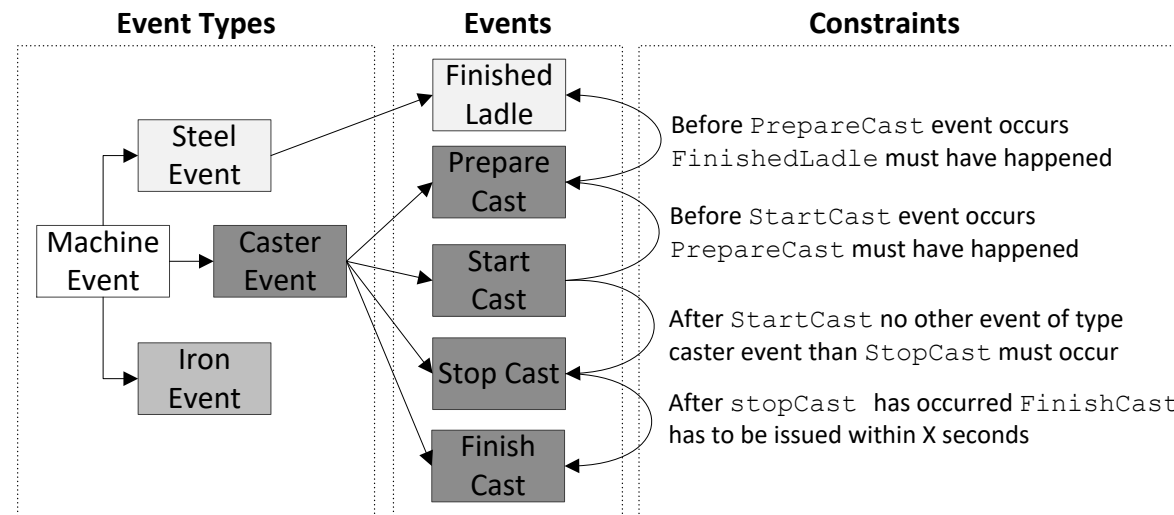 Event Types
Events
Constraints
Machine
Event
Steel
Event
Caster
Event
Iron
Event
Finished
Ladle
Prepare
Cast
Start
Cast
Stop Cast
Finish
Cast
Before PrepareCast event occurs
FinishedLadle must have happened
Before StartCast event occurs
PrepareCast must have happened
After StartCast no other event of type
caster event than StopCast must occur
After stopCast has occurred FinishCast
has to be issued within X seconds